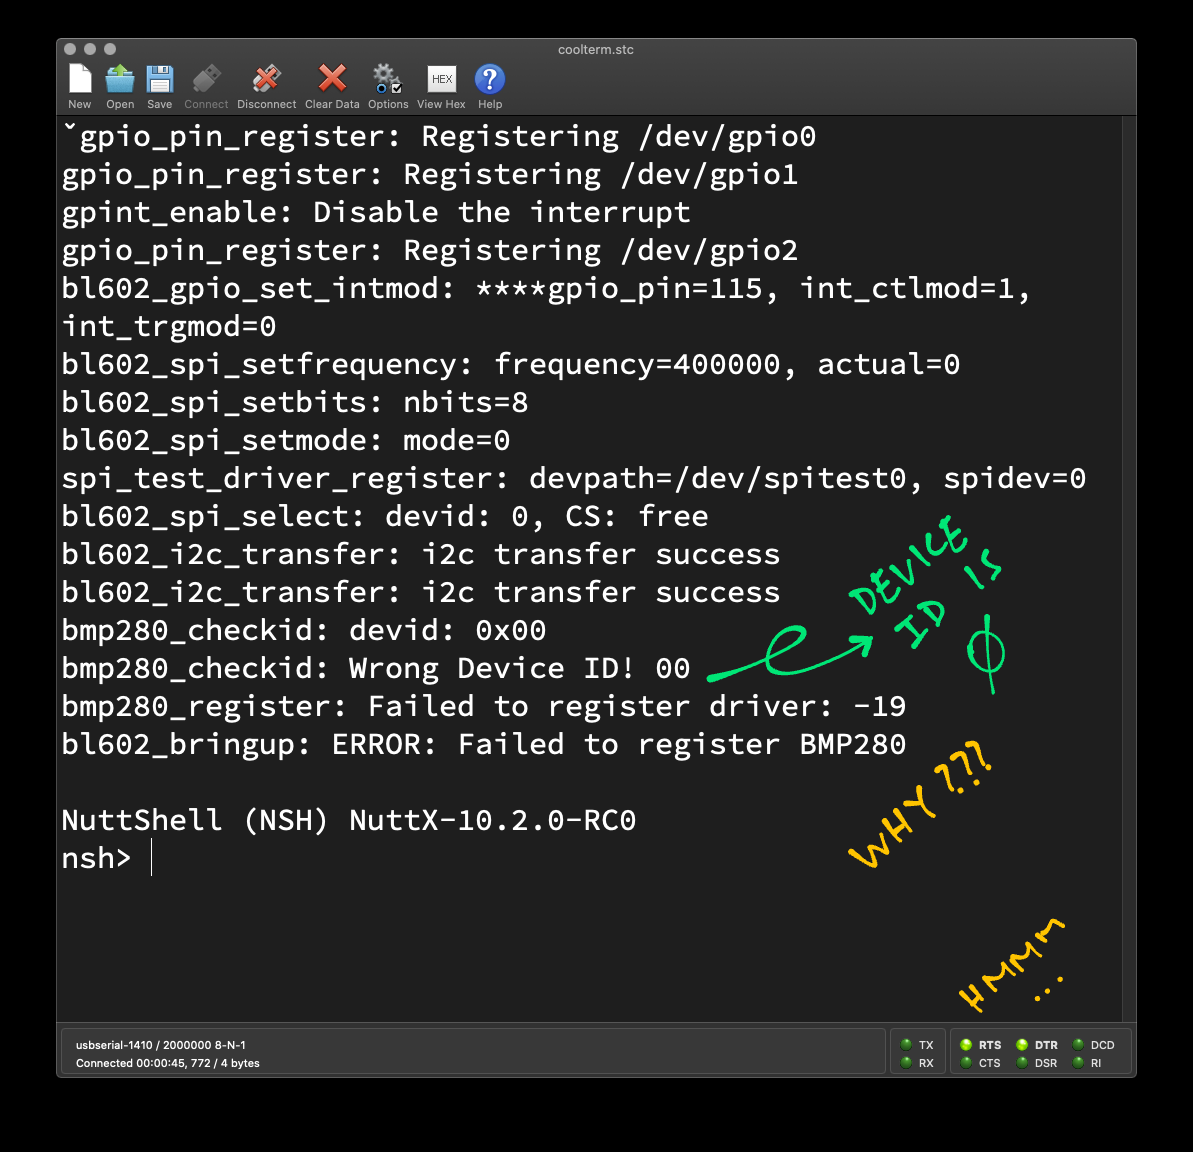 coolterm.stc
New Open Save Connect Disconnect Clear Data Options View Hex Help
HEX
?
ˇgpio_pin_register: Registering /dev/gpio0
gpio_pin_register: Registering /dev/gpio1
gpint_enable: Disable the interrupt
gpio_pin_register: Registering /dev/gpio2
bl602_gpio_set_intmod: ****gpio_pin=115, int_ctlmod=1,
int_trgmod=0
bl602_spi_setfrequency: frequency=400000, actual=0
bl602_spi_setbits: nbits=8
bl602_spi_setmode: mode=0
spi_test_driver_register: devpath=/dev/spitest0, spidev=0
bl602_spi_select: devid: 0, CS: free
bl602_i2c_transfer: i2c transfer success
bl602_i2c_transfer: i2c transfer success
bmp280_checkid: devid: 0x00
bmp280_checkid: Wrong Device ID! 00
bmp280_register: Failed to register driver: -19
bl602_bringup: ERROR: Failed to register BMP280
NuttShell (NSH) NuttX-10.2.0-RC0
nsh>
DEVICE
ID IS
0
WHY???
HMMM
...
usbserial-1410 / 2000000 8-N-1
Connected 00:00:45, 772 / 4 bytes
TX RTS DTR DCD
RX CTS DSR RI